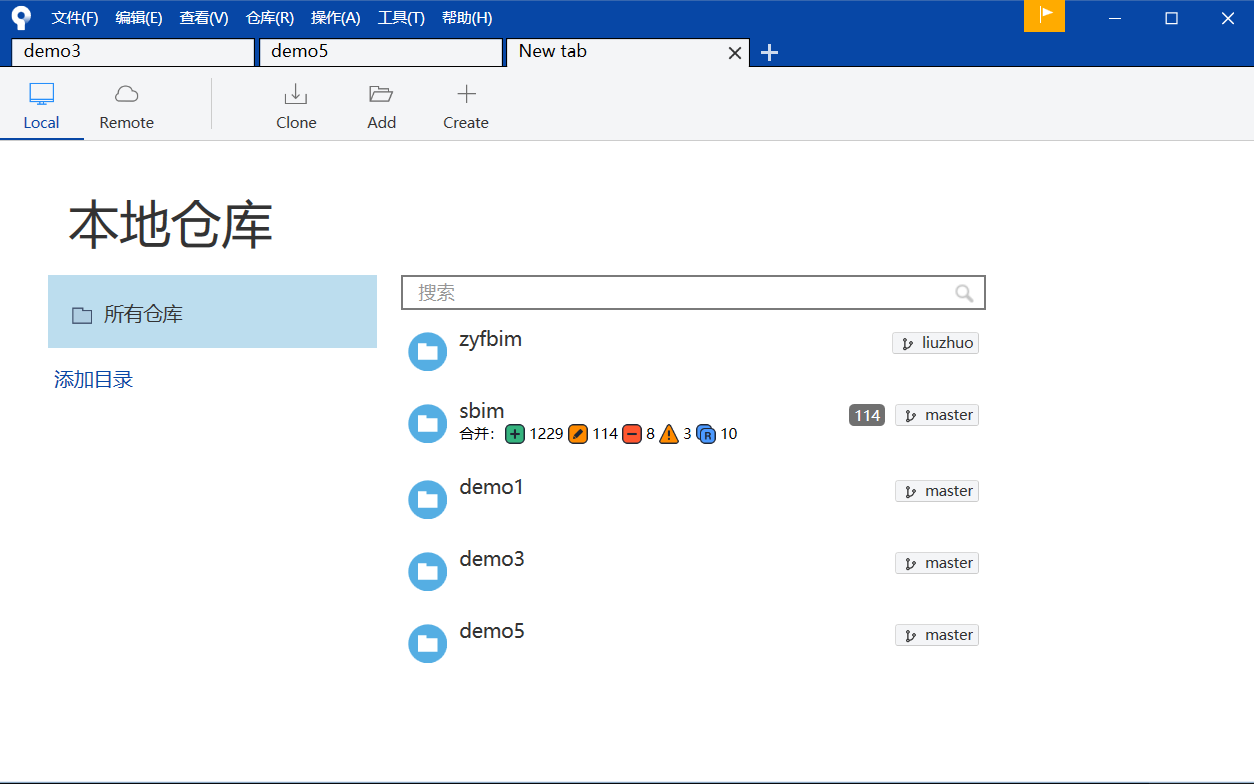 文件(F) 编辑(E) 查看(V) 仓库(R) 操作(A) 工具(T) 帮助(H)
demo3 demo5 New tab
Local Remote Clone Add Create
本地仓库
所有仓库
添加目录
搜索
zyfbim liuzhuo
sbim 114 master
合并: 1229 114 8 3 R 10
demo1 master
demo3 master
demo5 master